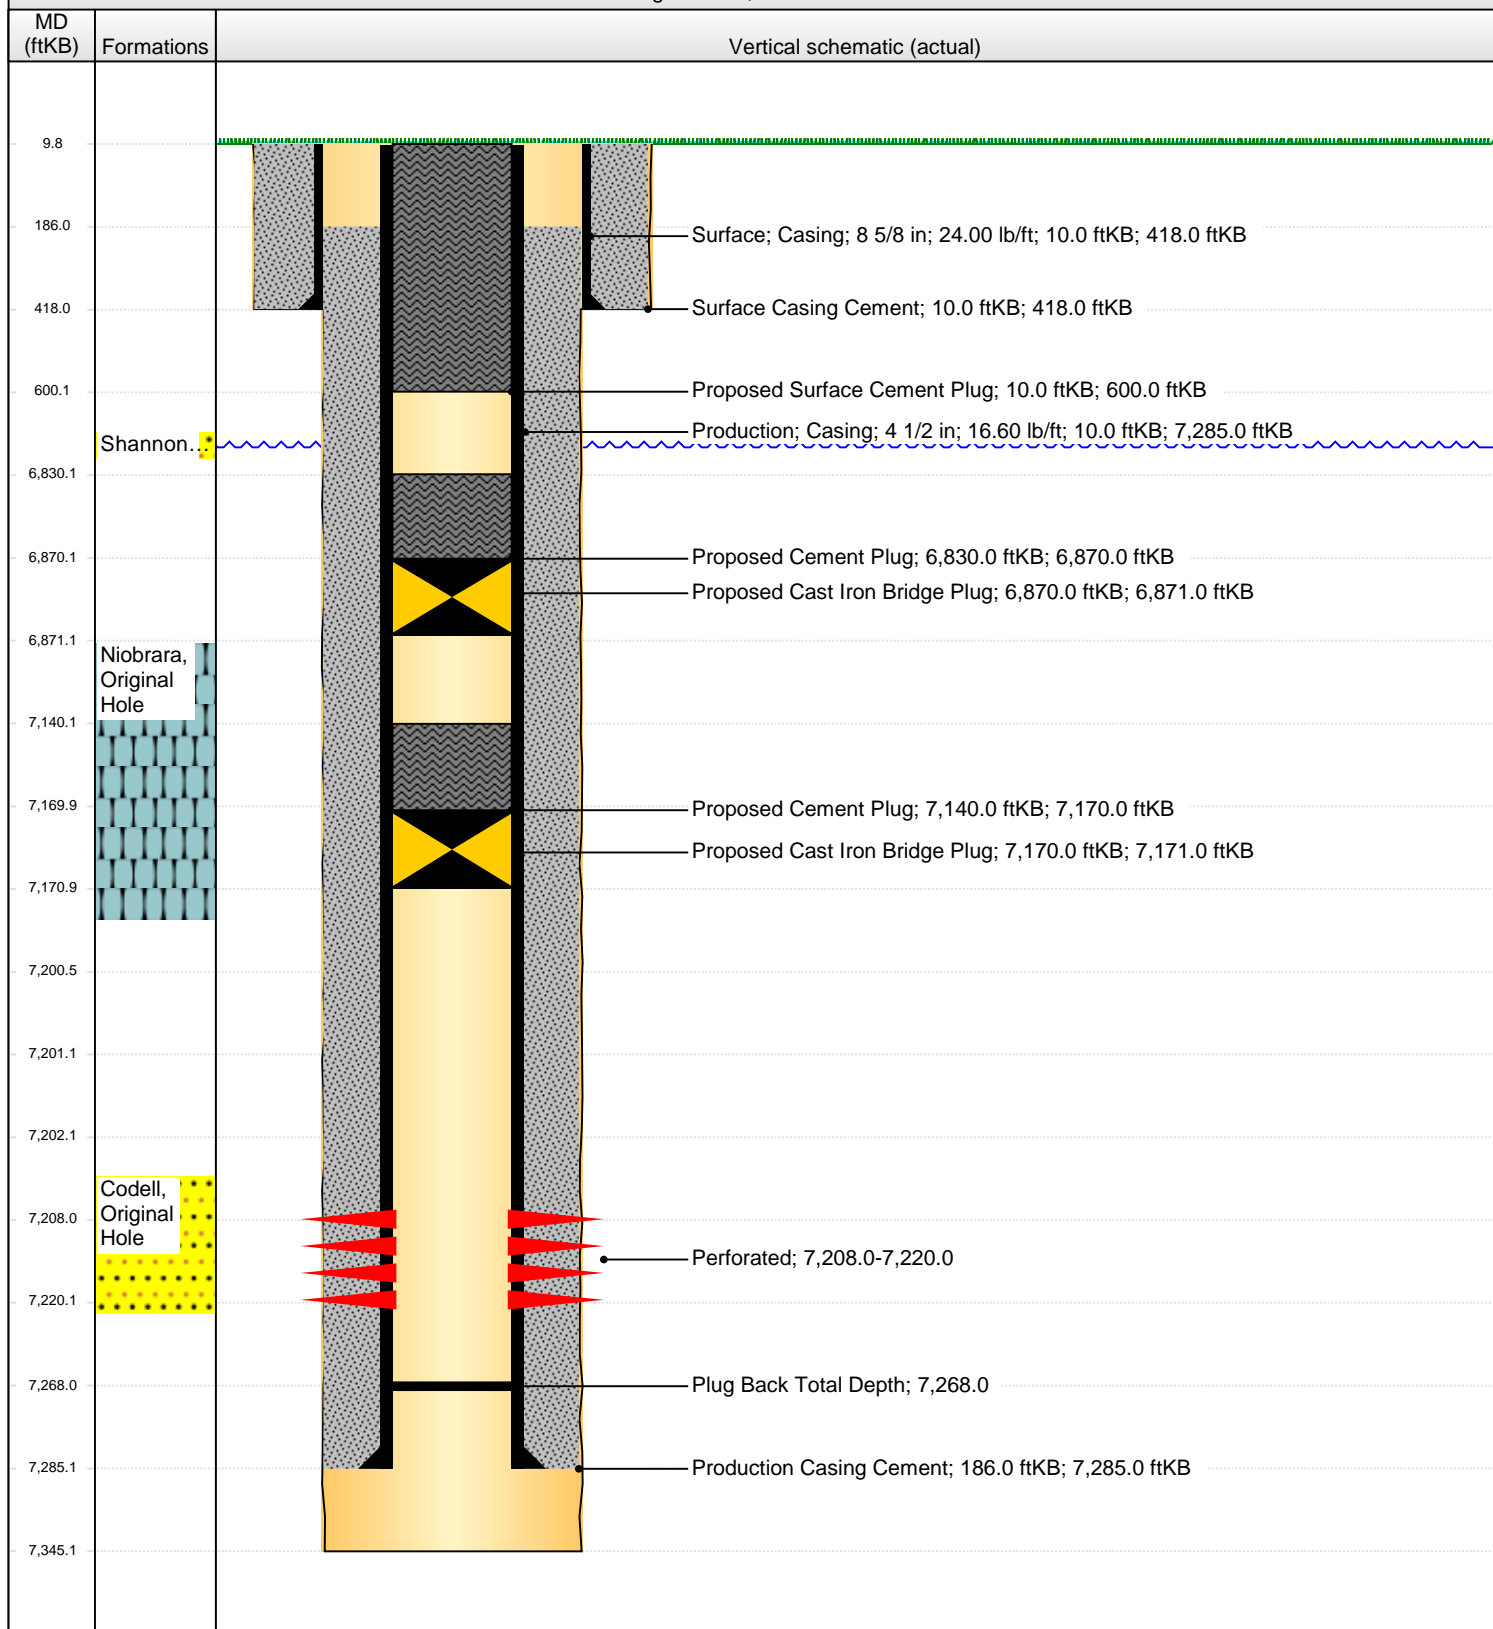 MD
(ftKB)
Formations
Vertical schematic (actual)
9.8
186.0
Surface; Casing; 8 5/8 in; 24.00 lb/ft; 10.0 ftKB; 418.0 ftKB
418.0
Surface Casing Cement; 10.0 ftKB; 418.0 ftKB
600.1
Proposed Surface Cement Plug; 10.0 ftKB; 600.0 ftKB
Production; Casing; 4 1/2 in; 16.60 lb/ft; 10.0 ftKB; 7,285.0 ftKB
Shannon...
6,830.1
6,870.1
Proposed Cement Plug; 6,830.0 ftKB; 6,870.0 ftKB
Proposed Cast Iron Bridge Plug; 6,870.0 ftKB; 6,871.0 ftKB
6,871.1
Niobrara,
Original
Hole
7,140.1
7,169.9
Proposed Cement Plug; 7,140.0 ftKB; 7,170.0 ftKB
Proposed Cast Iron Bridge Plug; 7,170.0 ftKB; 7,171.0 ftKB
7,170.9
7,200.5
7,201.1
7,202.1
Codell,
Original
Hole
7,208.0
Perforated; 7,208.0-7,220.0
7,220.1
7,268.0
Plug Back Total Depth; 7,268.0
7,285.1
Production Casing Cement; 186.0 ftKB; 7,285.0 ftKB
7,345.1